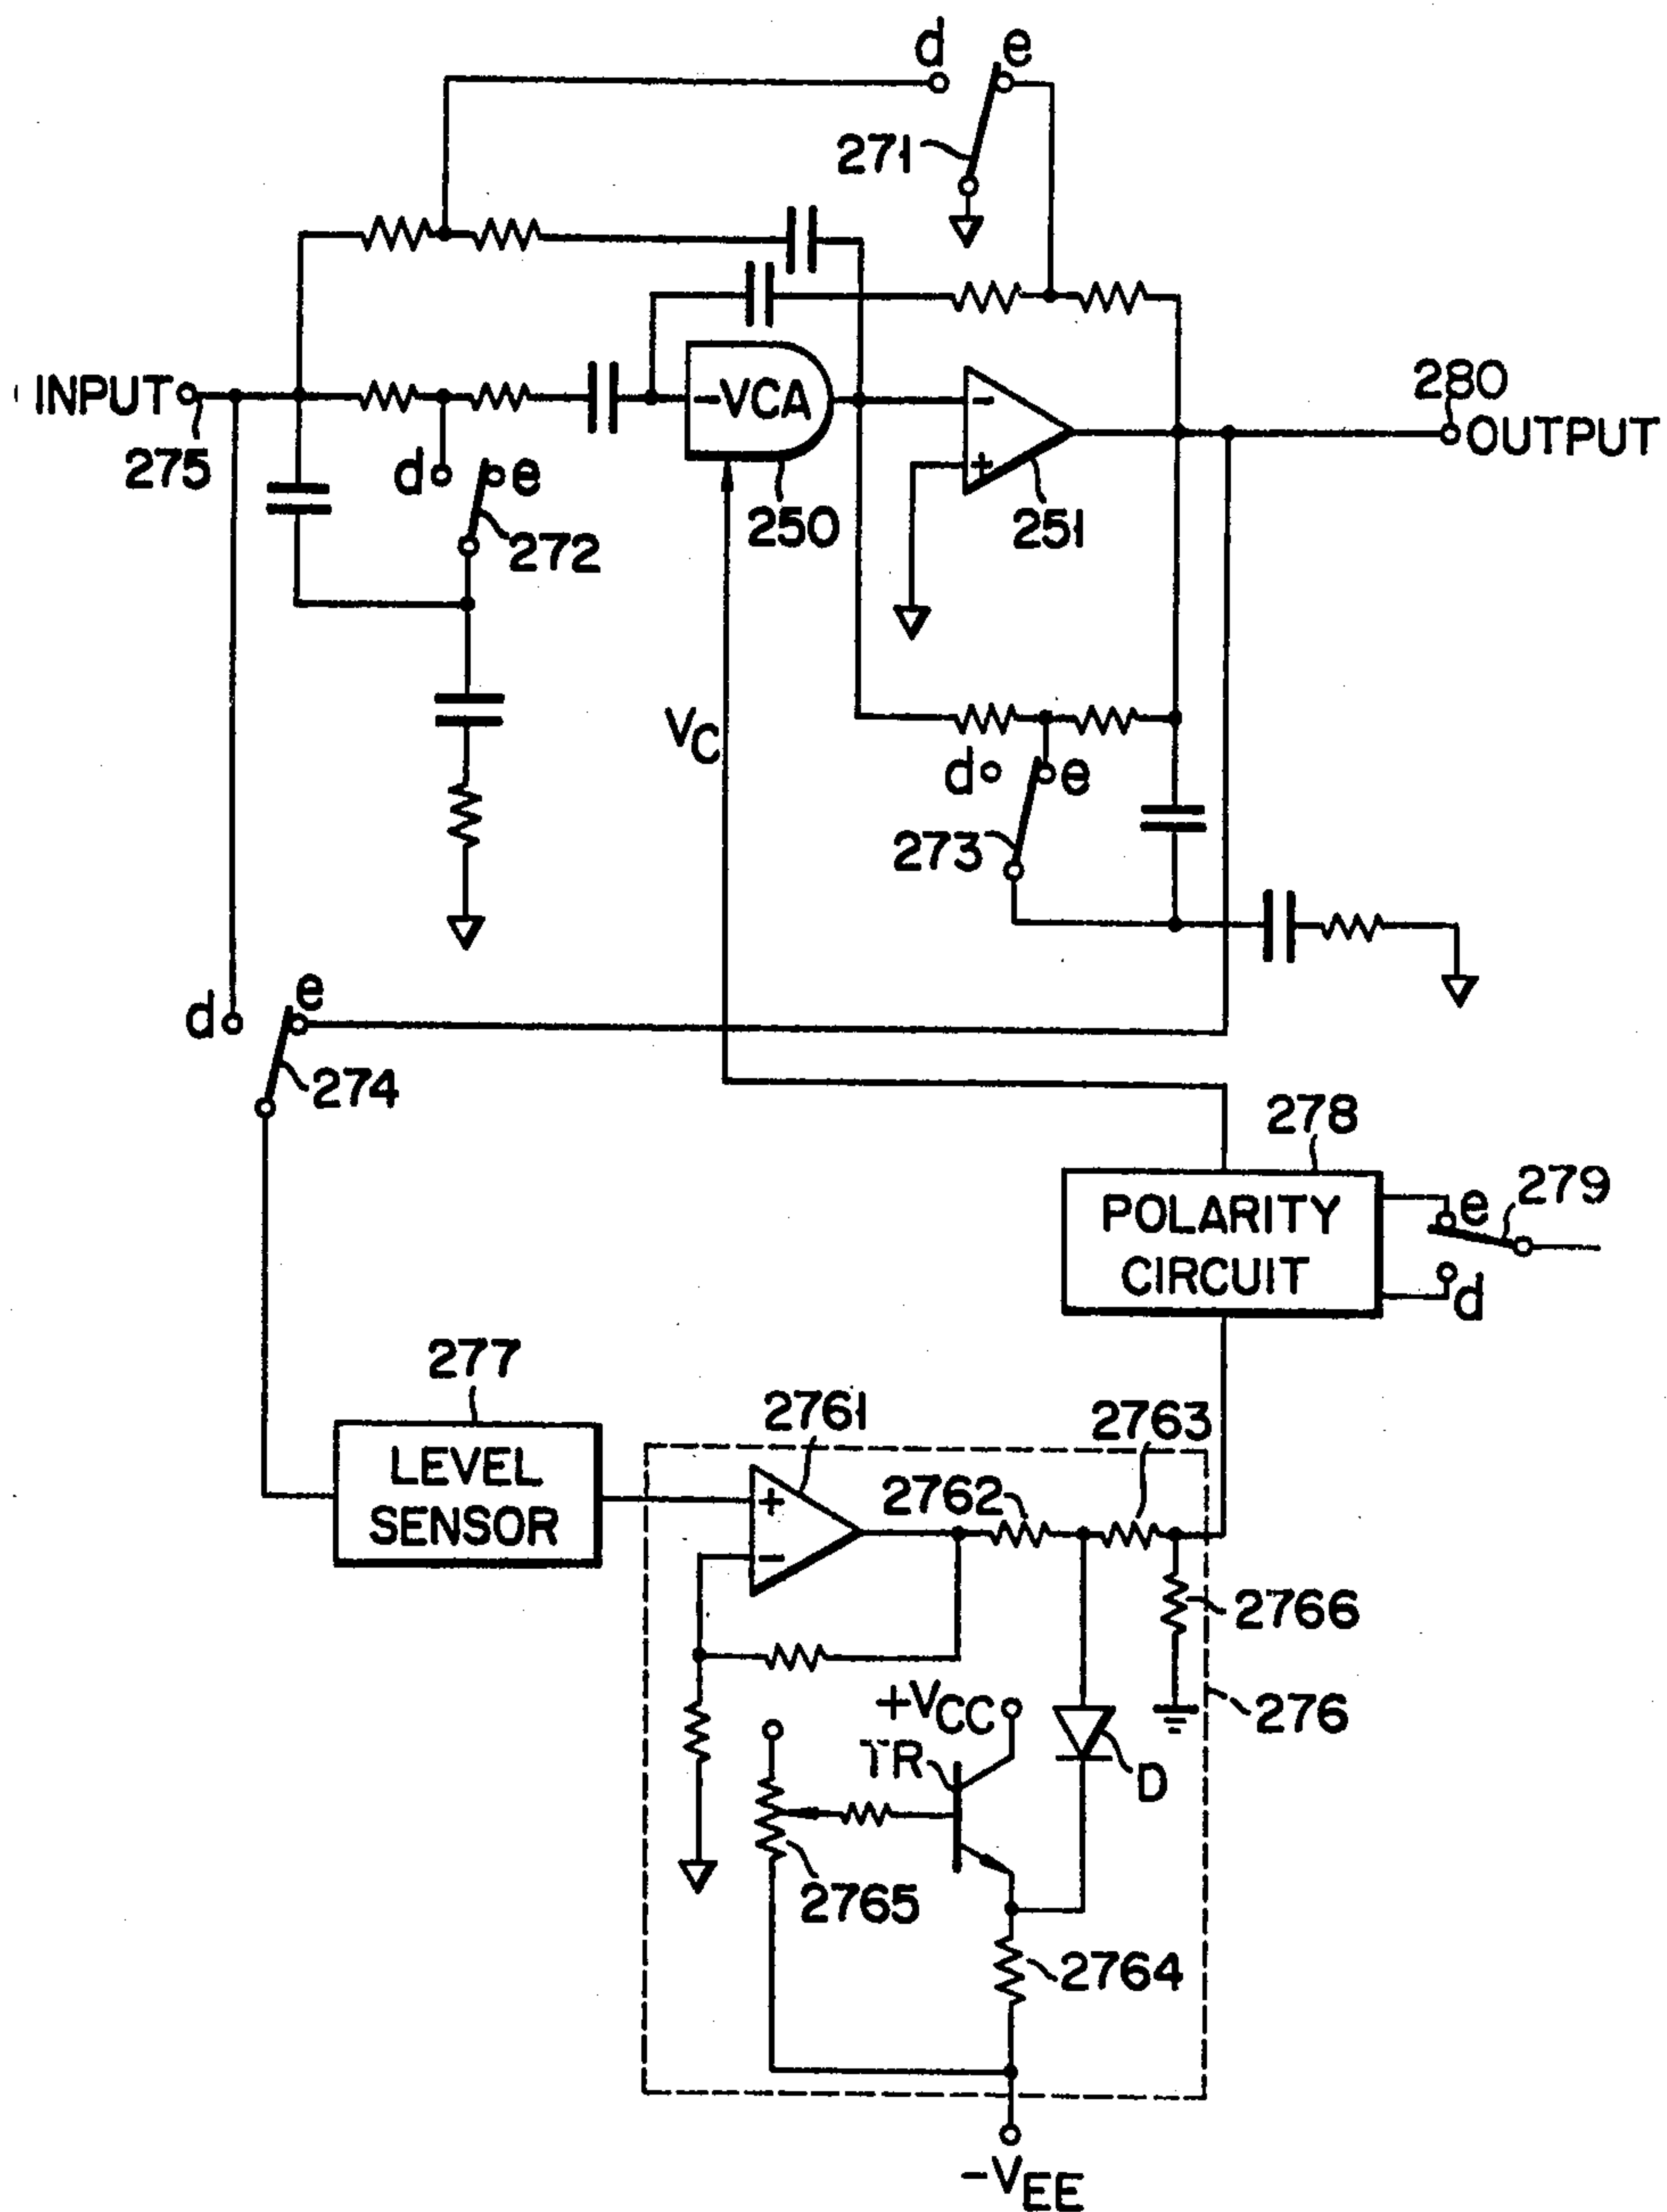 d e
271
INPUT
275
d e
272
-VCA
250
-
+
251
280
OUTPUT
VC
d e
273
d e
274
278
POLARITY
CIRCUIT
e
279
d
277
LEVEL
SENSOR
2761
+
-
2762
2763
2766
276
+VCC
TR
D
2765
2764
-VEE